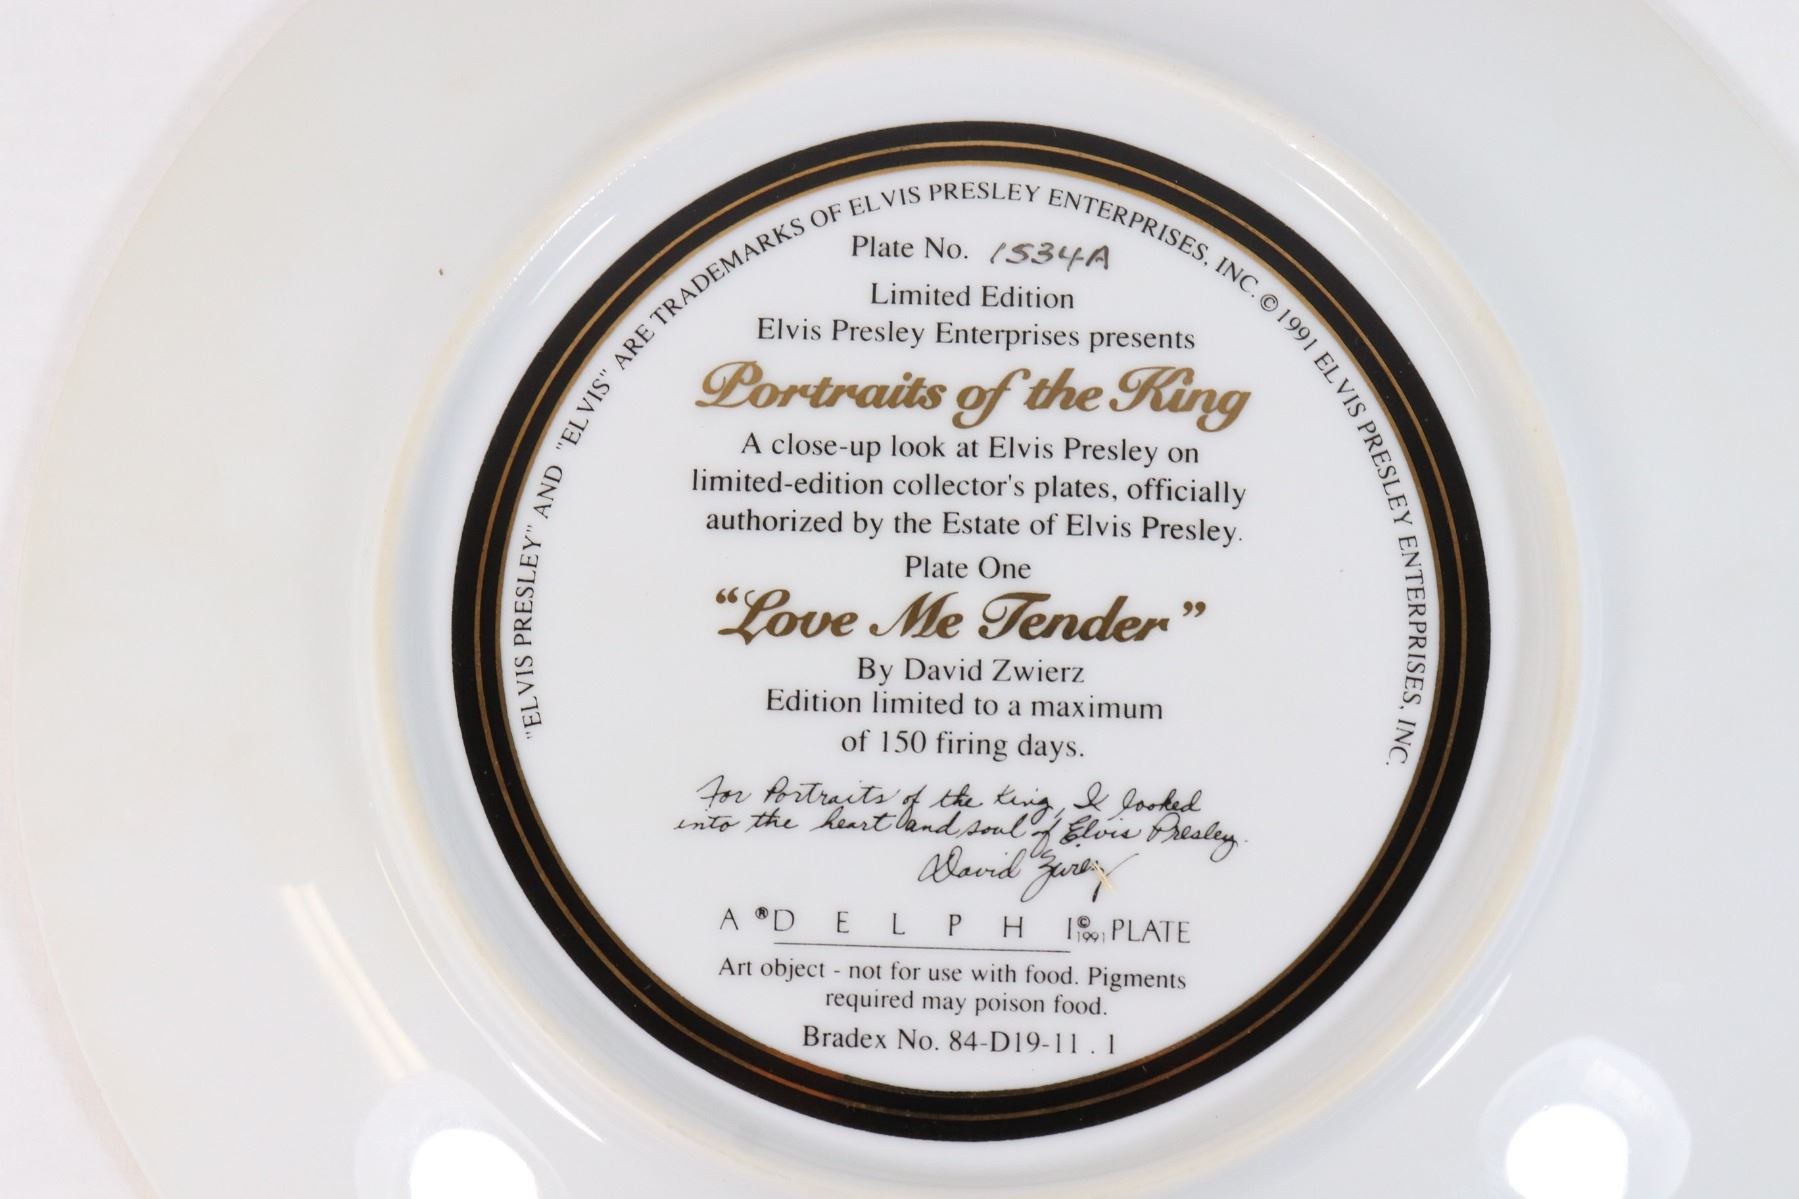 "ELVIS PRESLEY" AND "ELVIS" ARE TRADEMARKS OF ELVIS PRESLEY ENTERPRISES, INC. © 1991 ELVIS PRESLEY ENTERPRISES, INC.
Plate No. 1534A
Limited Edition
Elvis Presley Enterprises presents
Portraits of the King
A close-up look at Elvis Presley on
limited-edition collector's plates, officially
authorized by the Estate of Elvis Presley.
Plate One
“Love Me Tender”
By David Zwierz
Edition limited to a maximum
of 150 firing days.
For Portraits of the King, I looked
into the heart and soul of Elvis Presley.
David Zwierz
A ®DELPHI©1991 PLATE
Art object - not for use with food. Pigments
required may poison food.
Bradex No. 84-D19-11 . 1